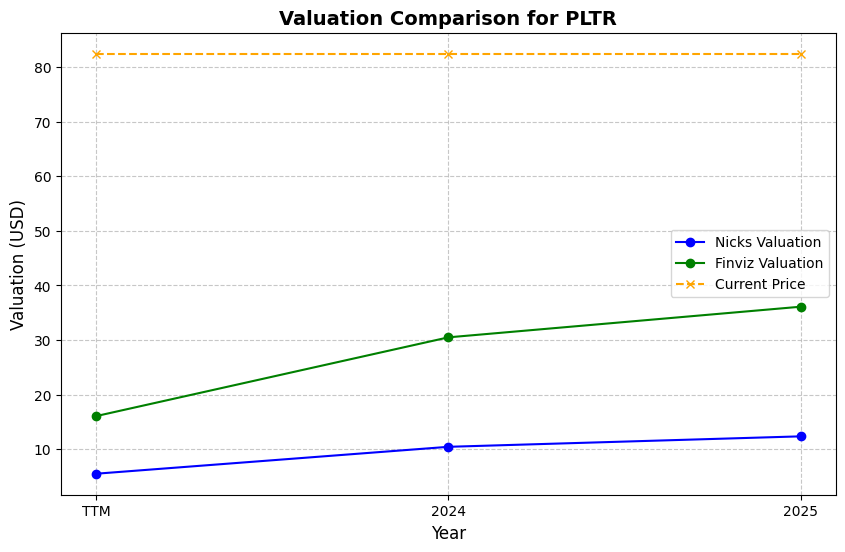 Valuation Comparison for PLTR
Valuation (USD)
80
70
60
50
40
30
20
10
Nicks Valuation
Finviz Valuation
Current Price
TTM
2024
2025
Year